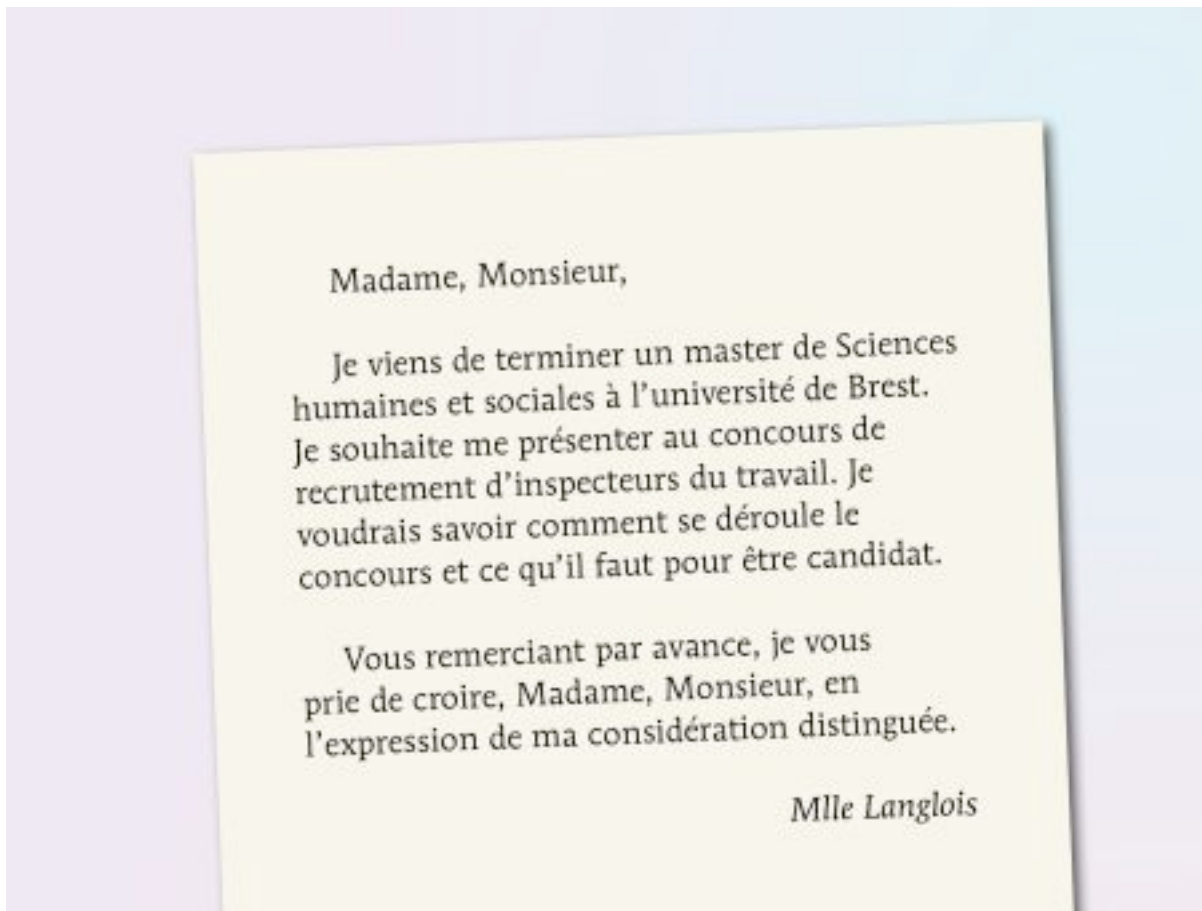 Madame, Monsieur,
Je viens de terminer un master de Sciences
humaines et sociales à l'université de Brest.
Je souhaite me présenter au concours de
recrutement d'inspecteurs du travail. Je
voudrais savoir comment se déroule le
concours et ce qu'il faut pour être candidat.
Vous remerciant par avance, je vous
prie de croire, Madame, Monsieur, en
l'expression de ma considération distinguée.
Mlle Langlois